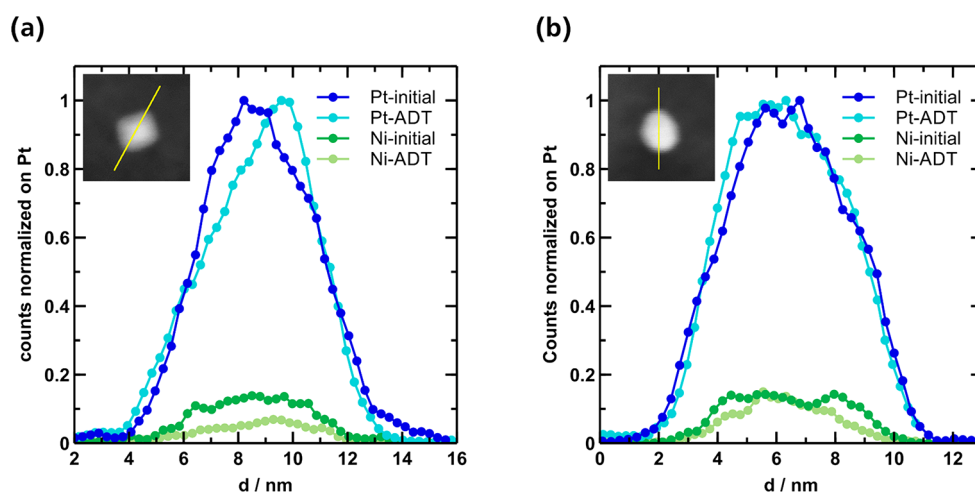 (a)
counts normalized on Pt
1
0.8
0.6
0.4
0.2
0
2
4
6
8
10
12
14
16
d / nm
Pt-initial
Pt-ADT
Ni-initial
Ni-ADT
(b)
Counts normalized on Pt
1
0.8
0.6
0.4
0.2
0
0
2
4
6
8
10
12
d / nm
Pt-initial
Pt-ADT
Ni-initial
Ni-ADT